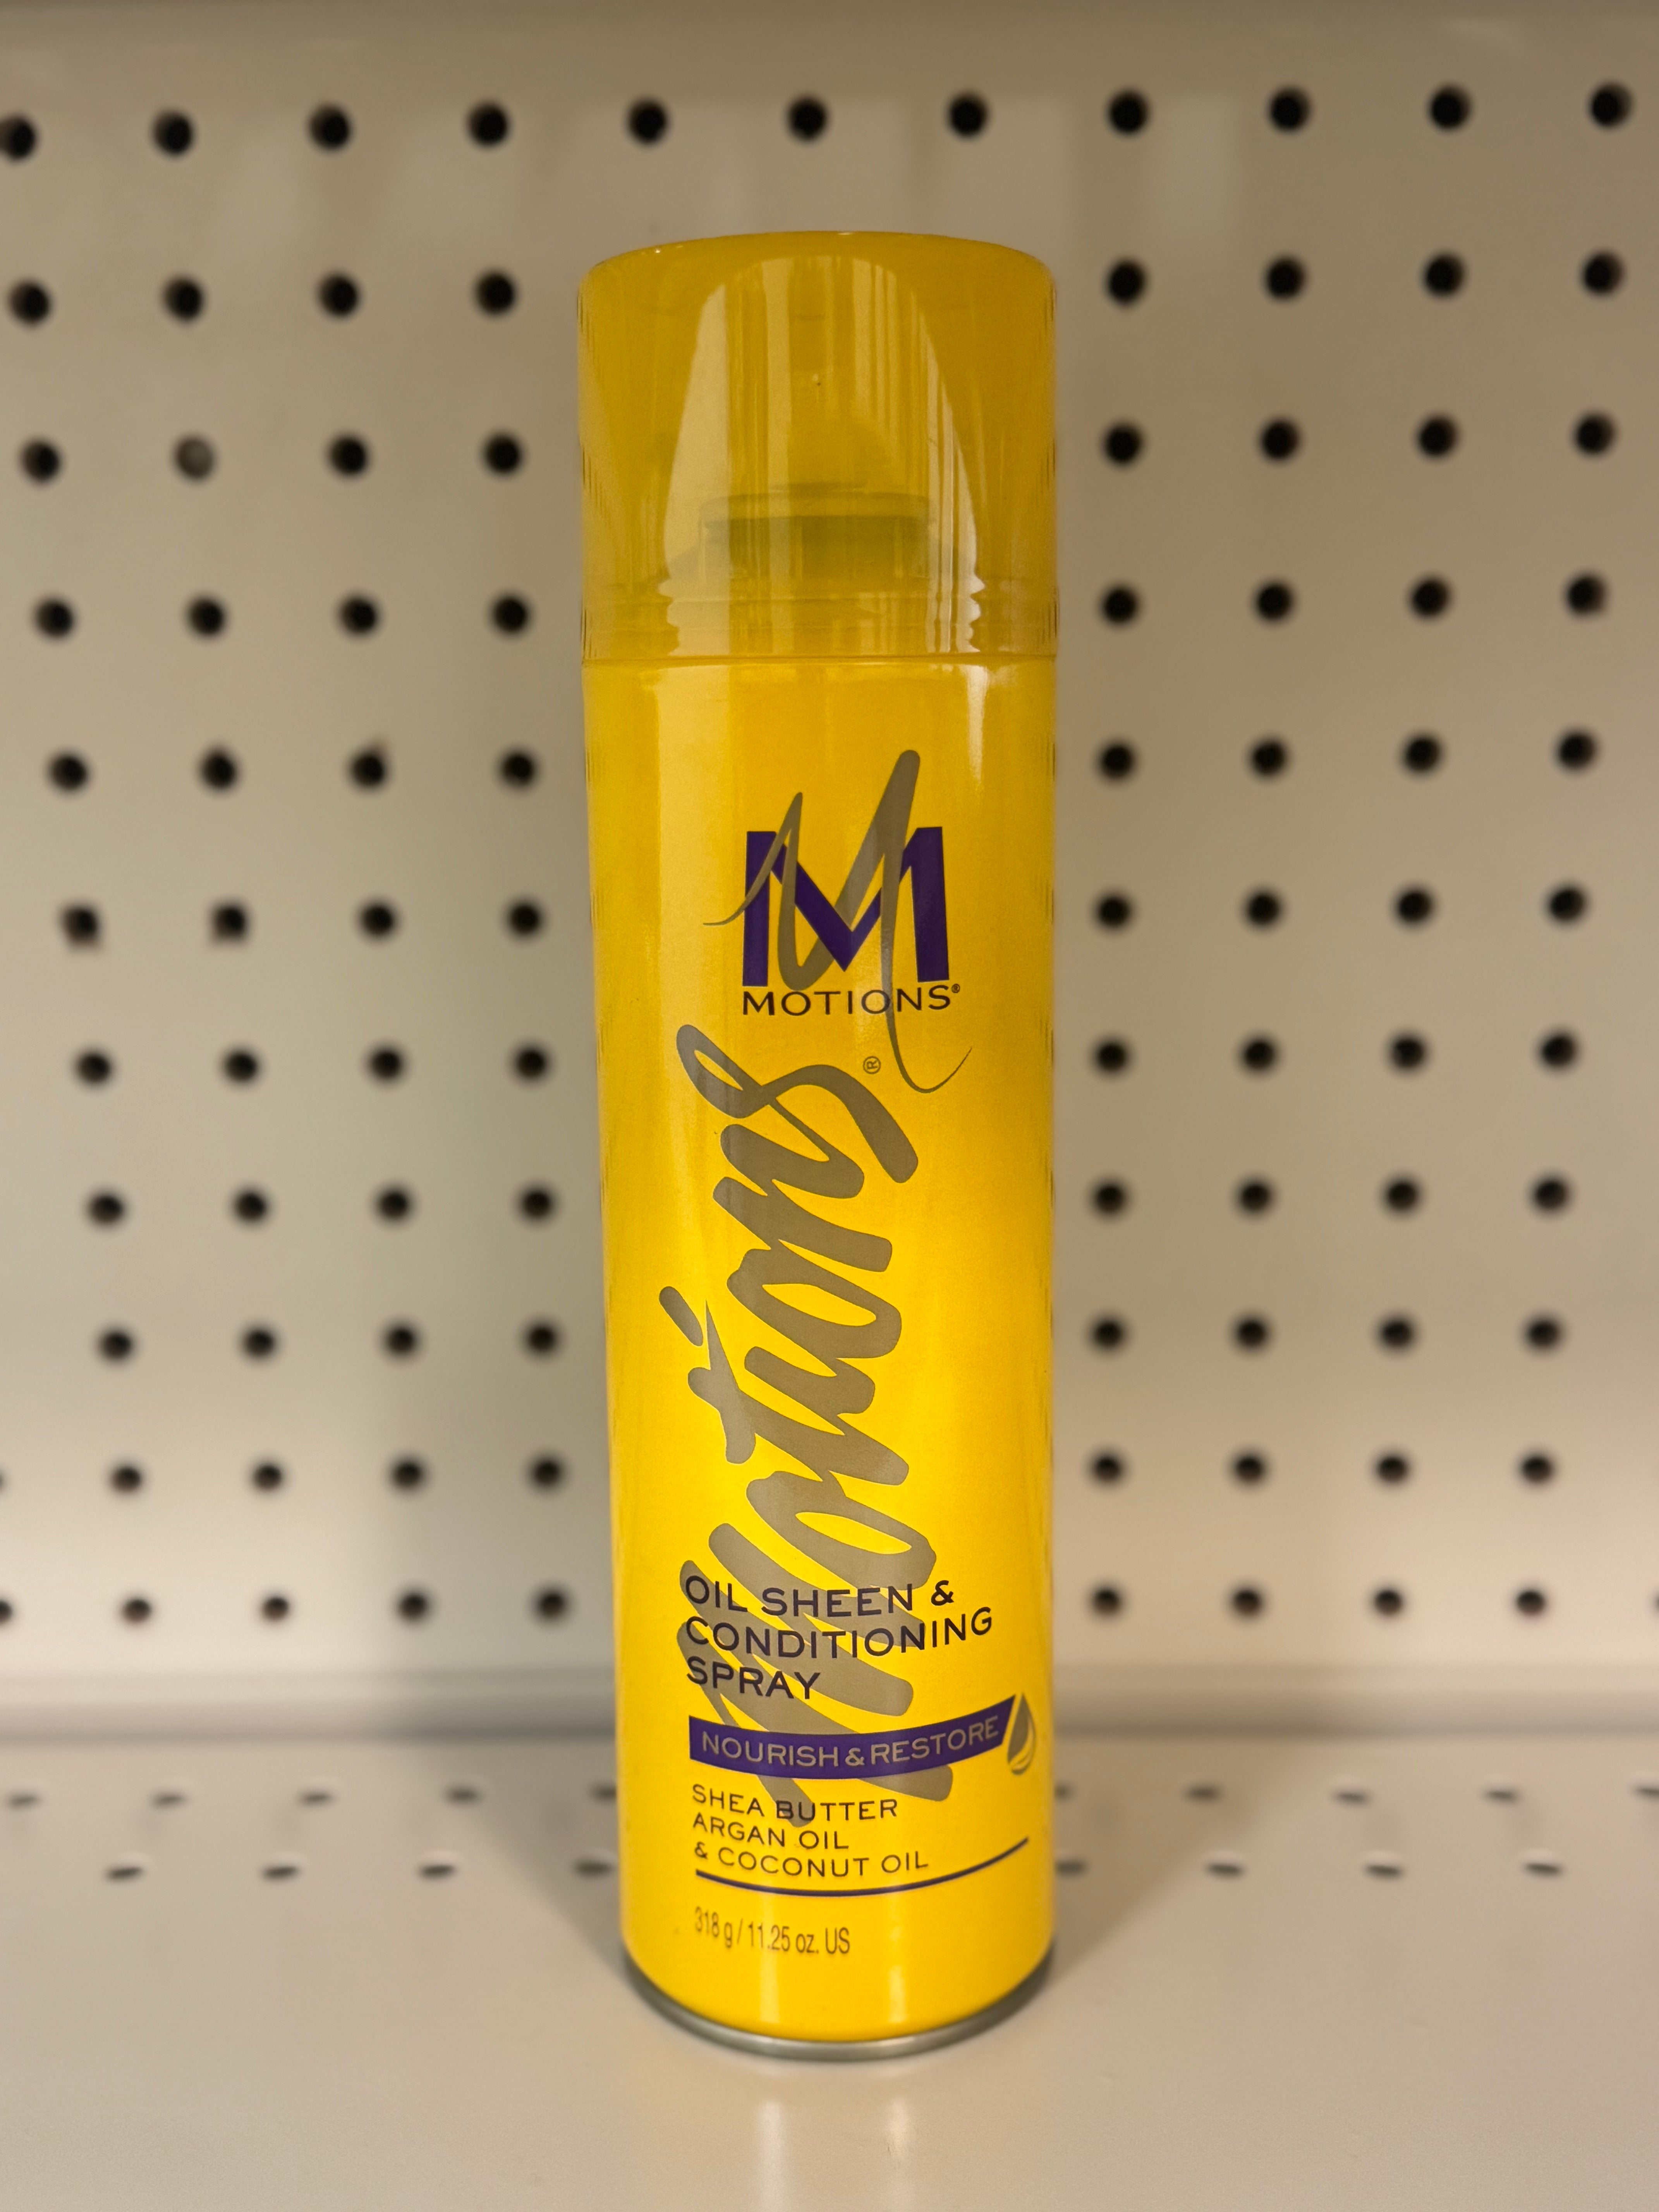 M
MOTIONS®
Motions®
OIL SHEEN &
CONDITIONING
SPRAY
NOURISH & RESTORE
SHEA BUTTER
ARGAN OIL
& COCONUT OIL
318 g / 11.25 oz. US